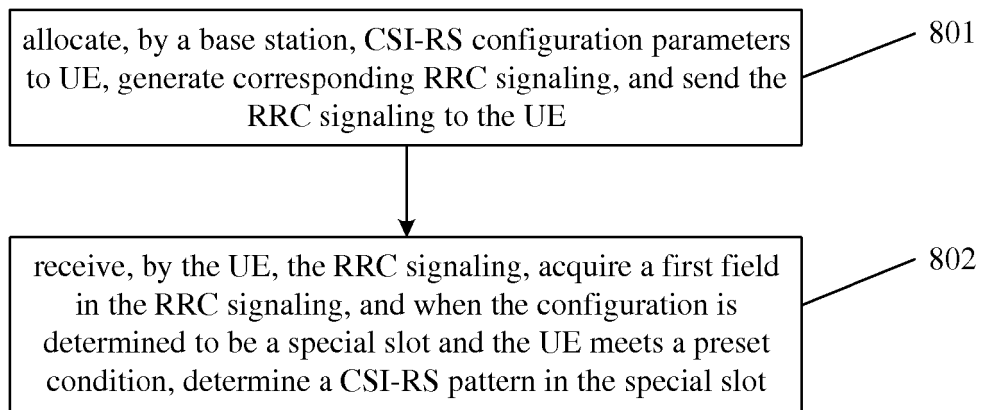 allocate, by a base station, CSI-RS configuration parameters
to UE, generate corresponding RRC signaling, and send the
RRC signaling to the UE
801
receive, by the UE, the RRC signaling, acquire a first field
in the RRC signaling, and when the configuration is
determined to be a special slot and the UE meets a preset
condition, determine a CSI-RS pattern in the special slot
802